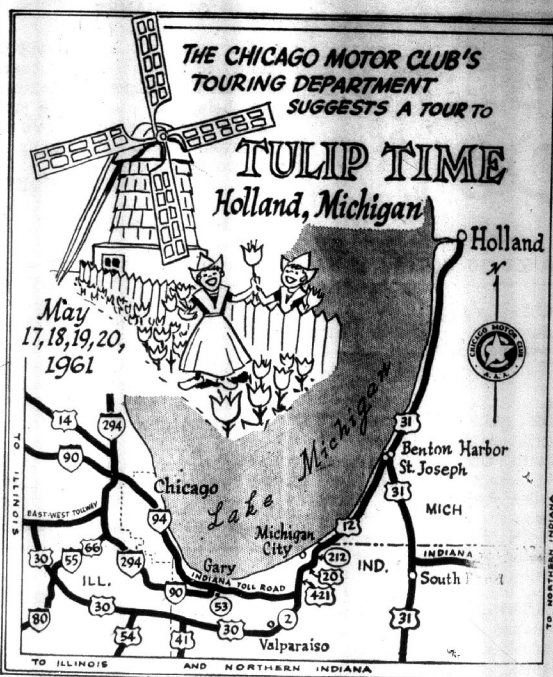 THE CHICAGO MOTOR CLUB'S
TOURING DEPARTMENT
SUGGESTS A TOUR TO
TULIP TIME
Holland, Michigan
Holland
N
CHICAGO MOTOR CLUB
A.A.A.
May
17,18,19,20,
1961
14
294
90
31
Lake Michigan
Benton Harbor
St. Joseph
Chicago
94
31
MICH
TO ILLINOIS
EAST-WEST TOLLWAY
12
Michigan
City
212
INDIANA
IND.
30
55
66
294
Gary
INDIANA TOLL ROAD
20
South
ILL.
90
53
421
80
30
2
31
54
41
30
Valparaiso
TO NORTHERN INDIANA
TO ILLINOIS AND NORTHERN INDIANA